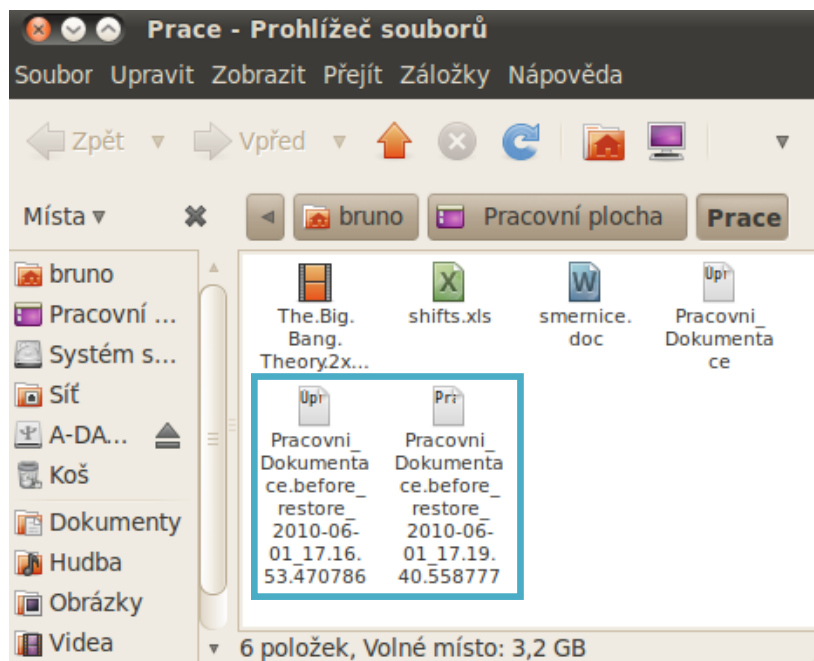 Prace - Prohlížeč souborů
Soubor Upravit Zobrazit Přejít Záložky Nápověda
Zpět Vpřed
Místa
bruno Pracovní plocha Prace
bruno
Pracovní ...
Systém s...
Síť
A-DA...
Koš
Dokumenty
Hudba
Obrázky
Videa
The.Big.
Bang.
Theory.2x...
shifts.xls
smernice.
doc
Upr
Pracovni_
Dokumenta
ce
Upr
Pracovni_
Dokumenta
ce.before_
restore_
2010-06-
01_17.16.
53.470786
Pra
Pracovni_
Dokumenta
ce.before_
restore_
2010-06-
01_17.19.
40.558777
6 položek, Volné místo: 3,2 GB